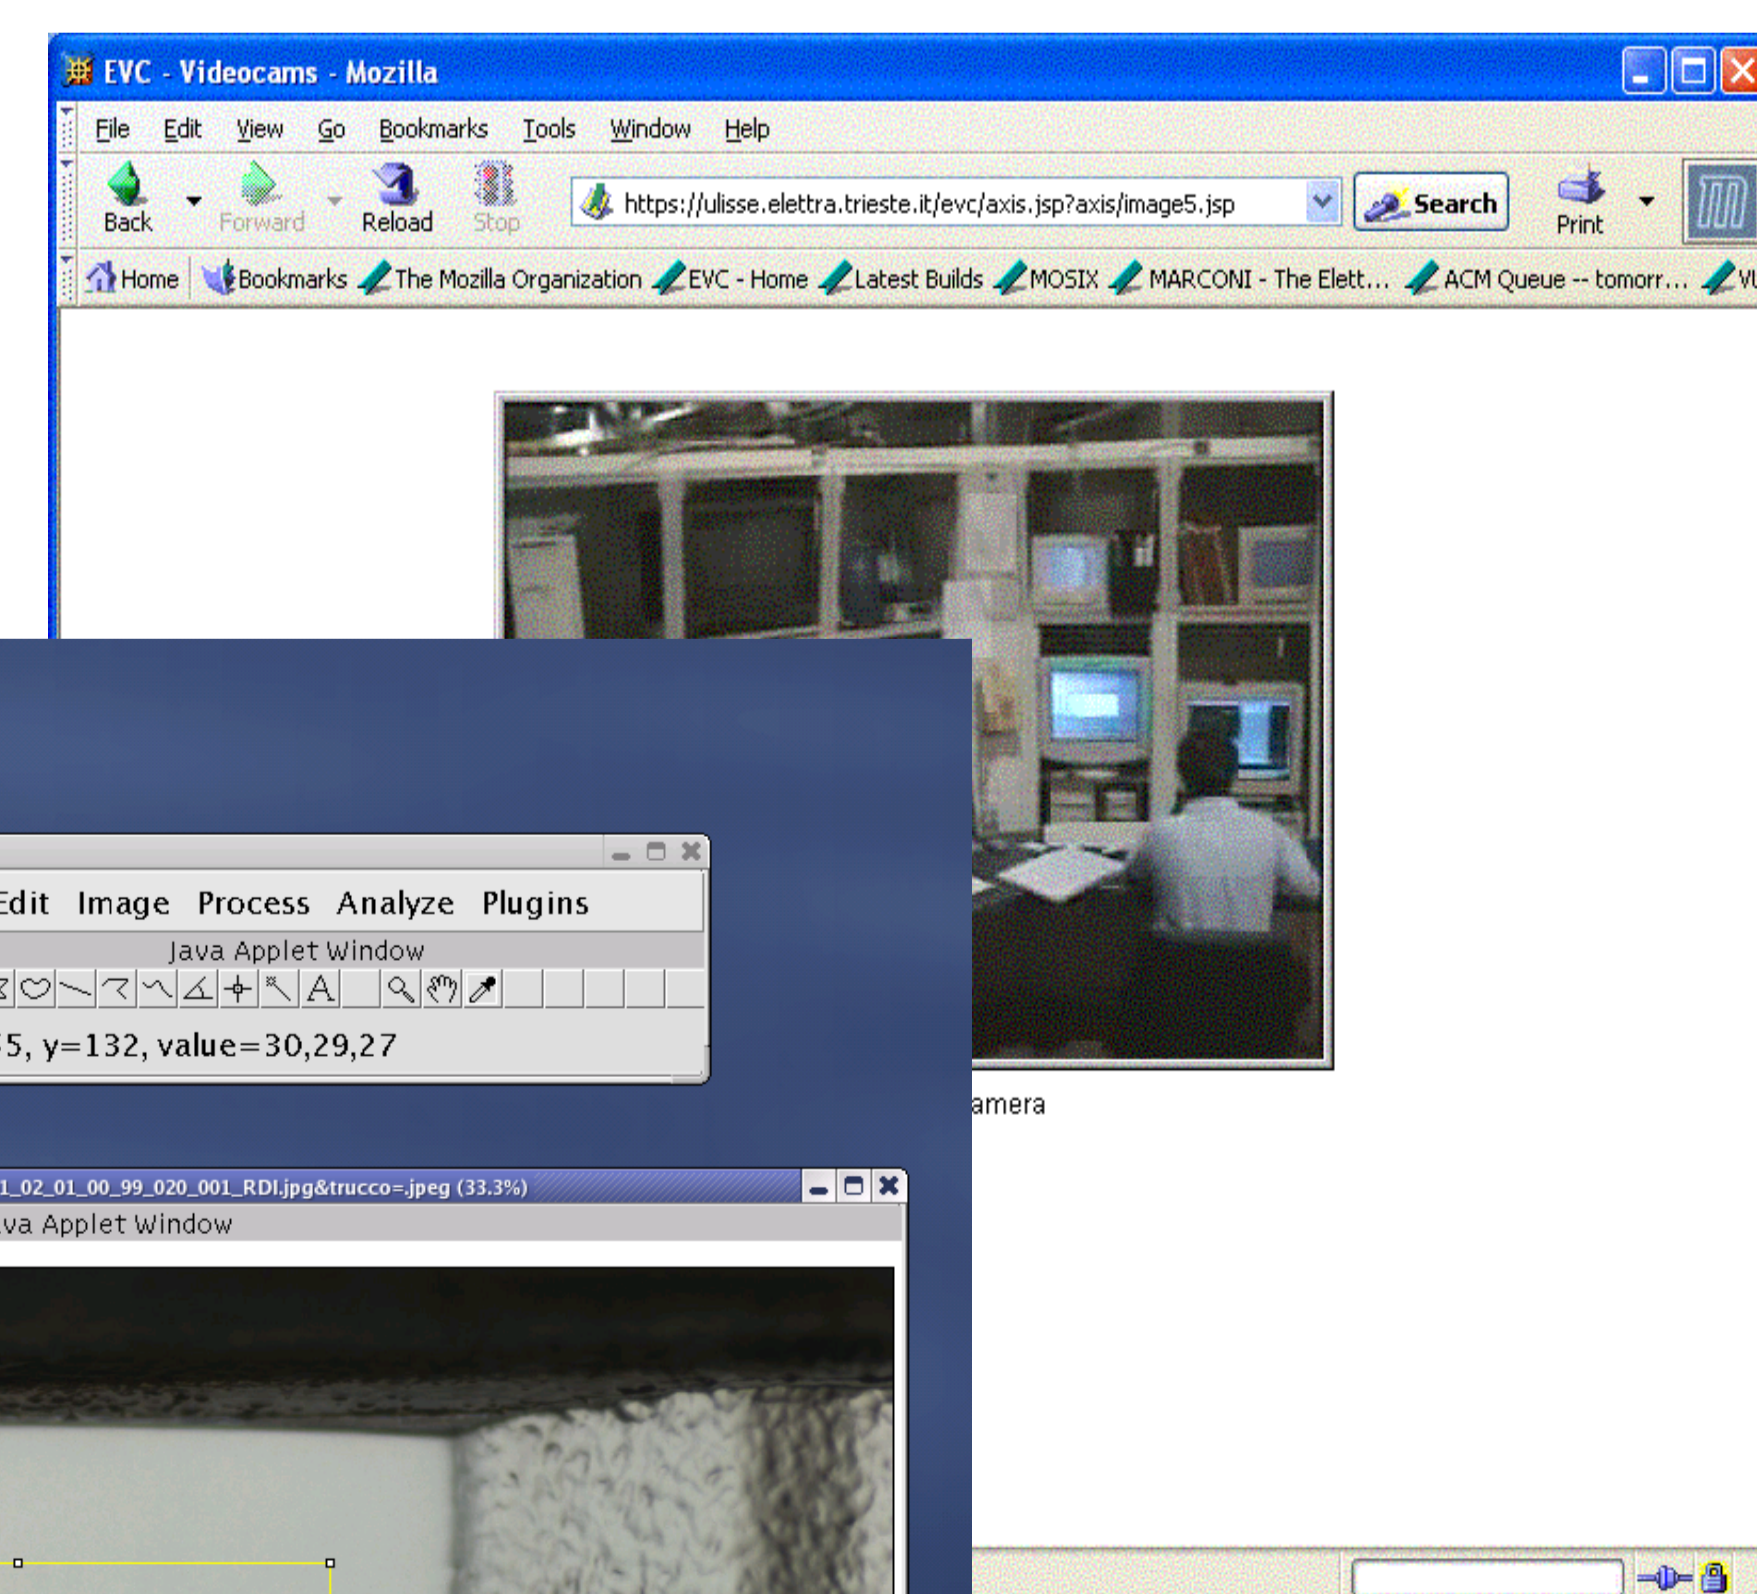 EVC - Videocams - Mozilla
File Edit View Go Bookmarks Tools Window Help
Back Forward Reload Stop https://ulisse.elettra.trieste.it/evc/axis.jsp?axis/image5.jsp Search Print
Home Bookmarks The Mozilla Organization EVC - Home Latest Builds MOSIX MARCONI - The Elett... ACM Queue -- tomorr... VU
Edit Image Process Analyze Plugins
Java Applet Window
A
5, y=132, value=30,29,27
amera
1_02_01_00_99_020_001_RDI.jpg&trucco=.jpeg (33.3%)
va Applet Window